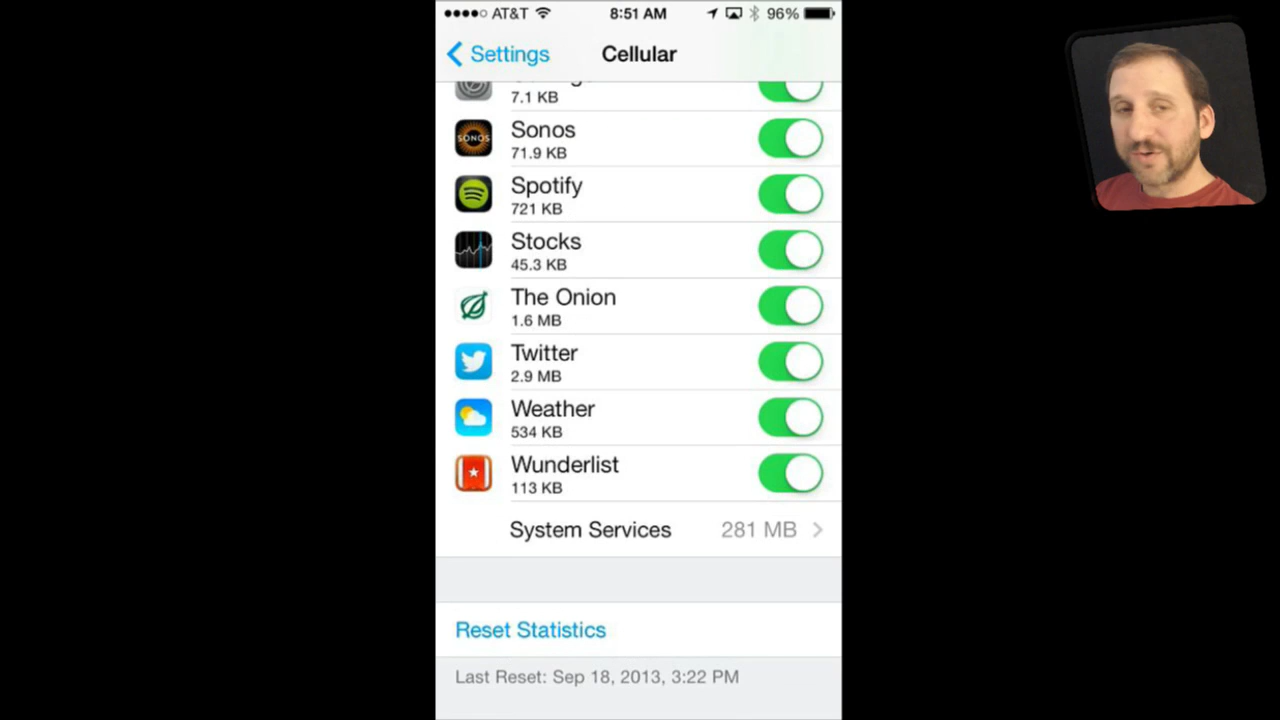 AT&T 8:51 AM 96%
Settings Cellular
7.1 KB
SONOS Sonos
71.9 KB
Spotify
721 KB
Stocks
45.3 KB
The Onion
1.6 MB
Twitter
2.9 MB
Weather
534 KB
Wunderlist
113 KB
System Services 281 MB
Reset Statistics
Last Reset: Sep 18, 2013, 3:22 PM